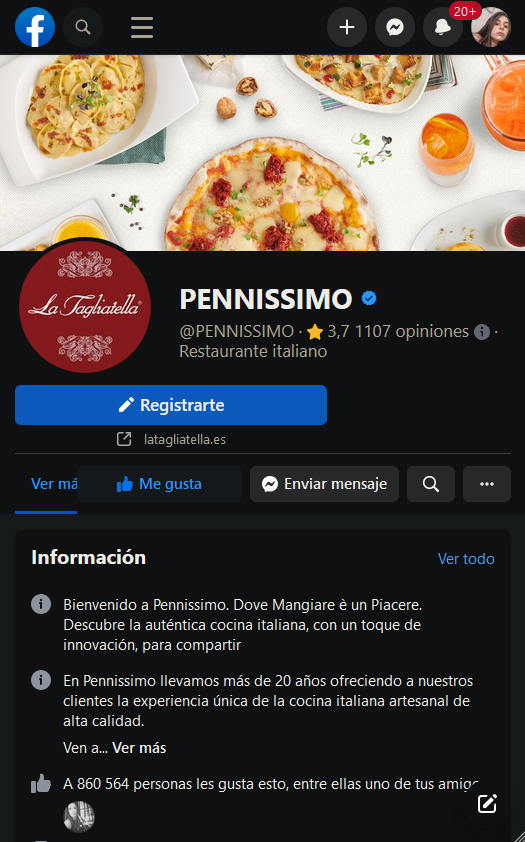 20+
La Tagliatella®
PENNISSIMO
@PENNISSIMO · 3,7 1107 opiniones ·
Restaurante italiano
Registrarte
latagliatella.es
Ver má
Me gusta
Enviar mensaje
Información
Ver todo
Bienvenido a Pennissimo. Dove Mangiare è un Piacere.
Descubre la auténtica cocina italiana, con un toque de
innovación, para compartir
En Pennissimo llevamos más de 20 años ofreciendo a nuestros
clientes la experiencia única de la cocina italiana artesanal de
alta calidad.
Ven a... Ver más
A 860 564 personas les gusta esto, entre ellas uno de tus amigo